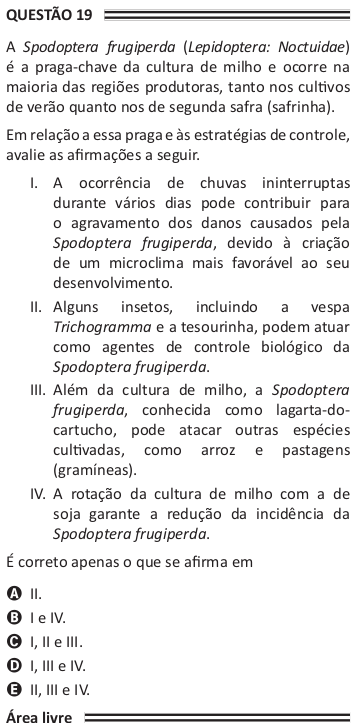 QUESTÃO 19
A Spodoptera frugiperda (Lepidoptera: Noctuidae)
é a praga-chave da cultura de milho e ocorre na
maioria das regiões produtoras, tanto nos cultivos
de verão quanto nos de segunda safra (safrinha).
Em relação a essa praga e às estratégias de controle,
avalie as afirmações a seguir.
I. A ocorrência de chuvas ininterruptas
durante vários dias pode contribuir para
o agravamento dos danos causados pela
Spodoptera frugiperda, devido à criação
de um microclima mais favorável ao seu
desenvolvimento.
II. Alguns insetos, incluindo a vespa
Trichogramma e a tesourinha, podem atuar
como agentes de controle biológico da
Spodoptera frugiperda.
III. Além da cultura de milho, a Spodoptera
frugiperda, conhecida como lagarta-do-
cartucho, pode atacar outras espécies
cultivadas, como arroz e pastagens
(gramíneas).
IV. A rotação da cultura de milho com a de
soja garante a redução da incidência da
Spodoptera frugiperda.
É correto apenas o que se afirma em
A II.
B I e IV.
C I, II e III.
D I, III e IV.
E II, III e IV.
Área livre